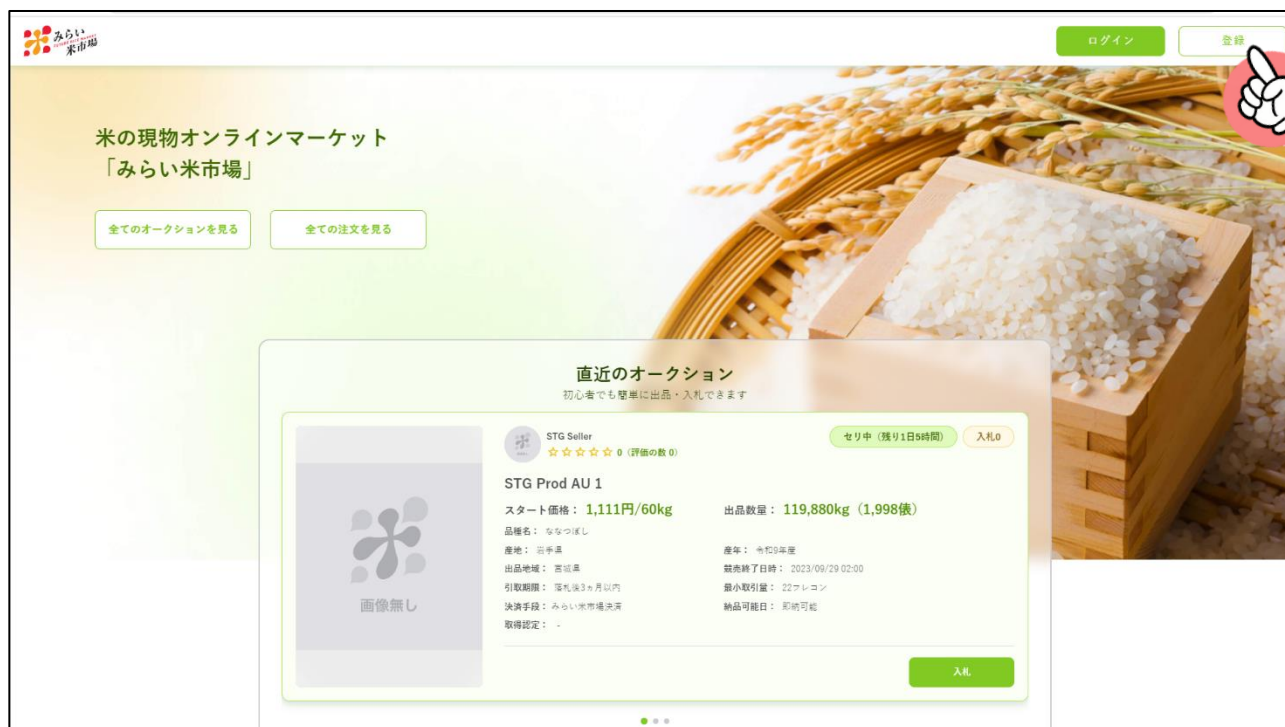 みらい
米市場
ログイン
登録
米の現物オンラインマーケット
「みらい米市場」
全てのオークションを見る
全ての注文を見る
直近のオークション
初心者でも簡単に出品・入札できます
STG Seller
セリ中（残り1日5時間）
入札0
0（評価の数 0）
STG Prod AU 1
スタート価格： 1,111円/60kg
出品数量： 119,880kg（1,998俵）
品種名： ななつぼし
産地： 岩手県
産年： 令和9年産
出品地域： 宮城県
競売終了日時： 2023/09/29 02:00
引取期限： 落札後3ヵ月以内
最小取引量： 22フレコン
決済手段： みらい米市場決済
納品可能日： 即納可能
取得認定： -
画像無し
入札